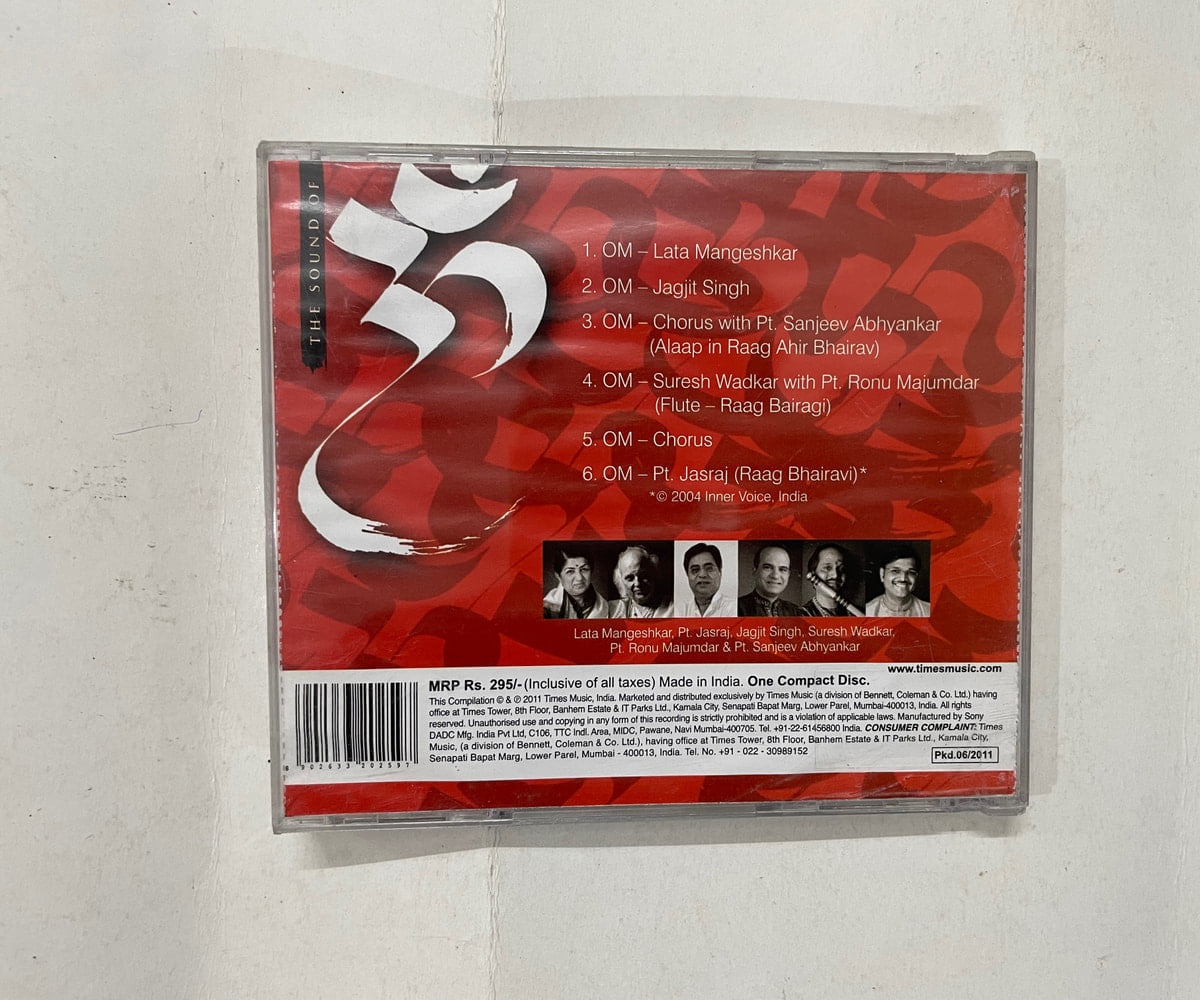 THE SOUND OF
ॐ
AP
1. OM – Lata Mangeshkar
2. OM – Jagjit Singh
3. OM – Chorus with Pt. Sanjeev Abhyankar
(Alaap in Raag Ahir Bhairav)
4. OM – Suresh Wadkar with Pt. Ronu Majumdar
(Flute – Raag Bairagi)
5. OM – Chorus
6. OM – Pt. Jasraj (Raag Bhairavi)*
*© 2004 Inner Voice, India
Lata Mangeshkar, Pt. Jasraj, Jagjit Singh, Suresh Wadkar,
Pt. Ronu Majumdar & Pt. Sanjeev Abhyankar
www.timesmusic.com
MRP Rs. 295/- (Inclusive of all taxes) Made in India. One Compact Disc.
This Compilation © & ℗ 2011 Times Music, India. Marketed and distributed exclusively by Times Music (a division of Bennett, Coleman & Co. Ltd.) having
office at Times Tower, 8th Floor, Banhem Estate & IT Parks Ltd., Kamala City, Senapati Bapat Marg, Lower Parel, Mumbai-400013, India. All rights
reserved. Unauthorised use and copying in any form of this recording is strictly prohibited and is a violation of applicable laws. Manufactured by Sony
DADC Mfg. India Pvt Ltd, C106, TTC Indl. Area, MIDC, Pawane, Navi Mumbai-400705. Tel. +91-22-61456800 India. CONSUMER COMPLAINT: Times
Music, (a division of Bennett, Coleman & Co. Ltd.), having office at Times Tower, 8th Floor, Banhem Estate & IT Parks Ltd., Kamala City,
Senapati Bapat Marg, Lower Parel, Mumbai - 400013, India. Tel. No. +91 - 022 - 30989152
Pkd.06/2011
8 902633 202597